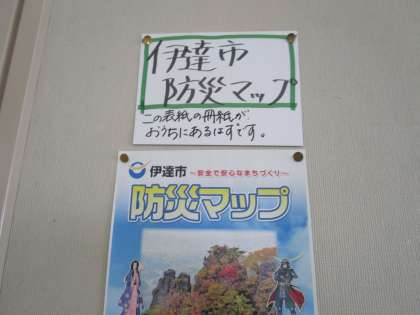 伊達市
防災マップ
この表紙の冊紙が
おうちにあるはずです。
伊達市 ～安全で安心なまちづくり～
防災マップ